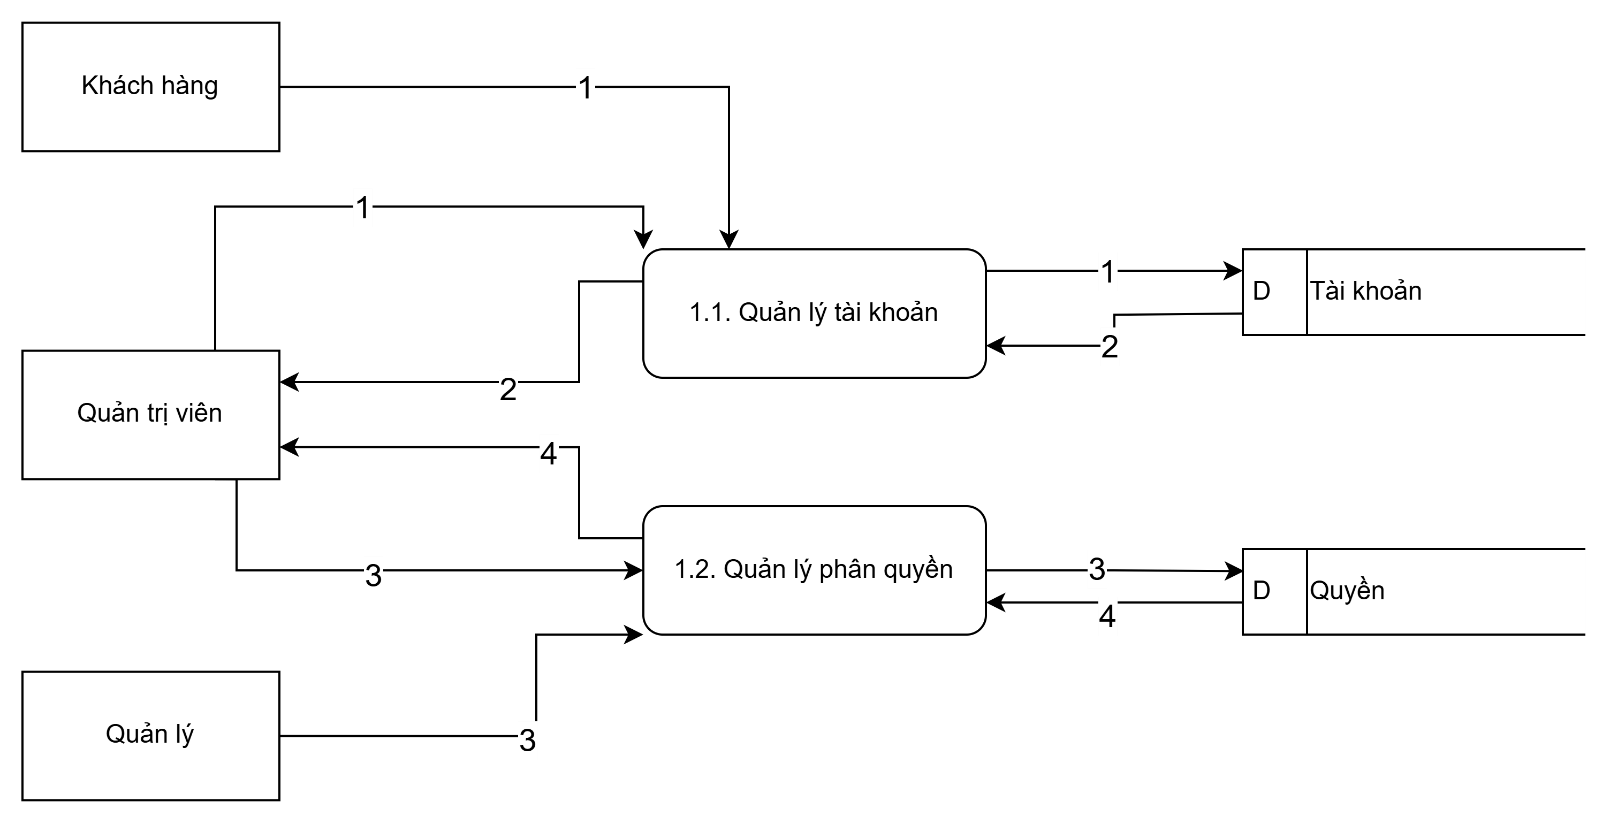 Khách hàng
1
1
1.1. Quản lý tài khoản
1
D
Tài khoản
2
2
Quản trị viên
4
3
1.2. Quản lý phân quyền
3
D
Quyền
4
Quản lý
3